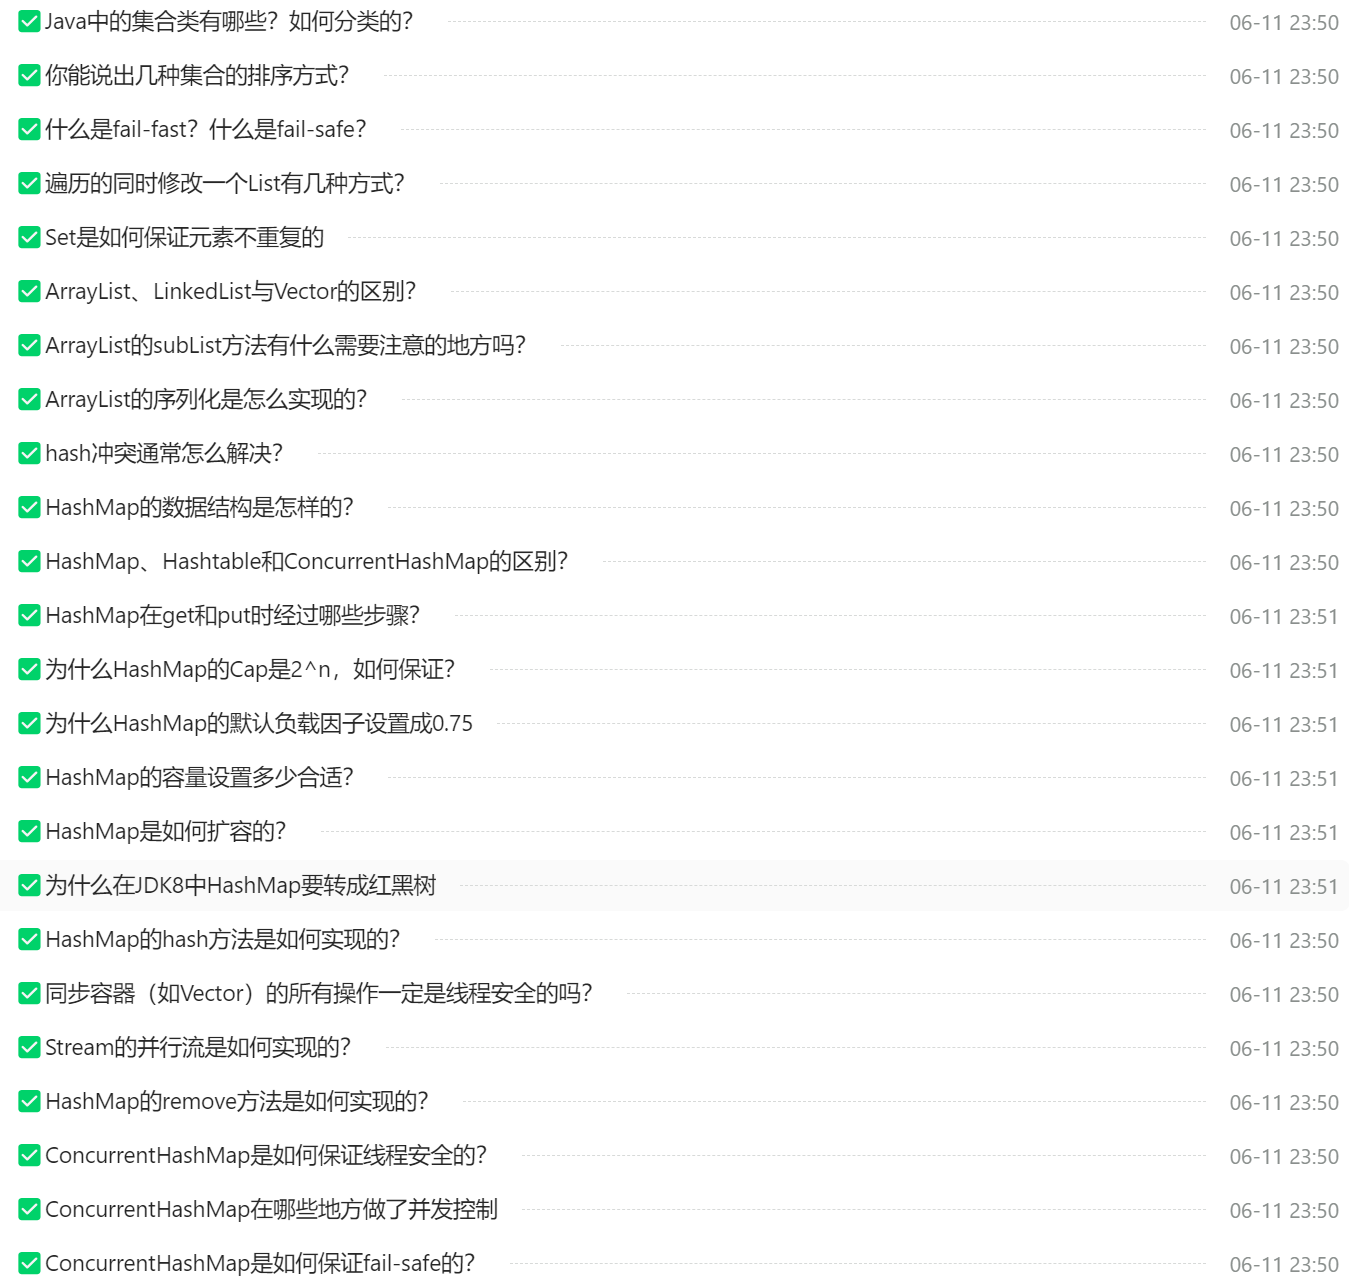 Java中的集合类有哪些？如何分类的？ 06-11 23:50
你能说出几种集合的排序方式？ 06-11 23:50
什么是fail-fast？什么是fail-safe？ 06-11 23:50
遍历的同时修改一个List有几种方式？ 06-11 23:50
Set是如何保证元素不重复的 06-11 23:50
ArrayList、LinkedList与Vector的区别？ 06-11 23:50
ArrayList的subList方法有什么需要注意的地方吗？ 06-11 23:50
ArrayList的序列化是怎么实现的？ 06-11 23:50
hash冲突通常怎么解决？ 06-11 23:50
HashMap的数据结构是怎样的？ 06-11 23:50
HashMap、Hashtable和ConcurrentHashMap的区别？ 06-11 23:50
HashMap在get和put时经过哪些步骤？ 06-11 23:51
为什么HashMap的Cap是2^n，如何保证？ 06-11 23:51
为什么HashMap的默认负载因子设置成0.75 06-11 23:51
HashMap的容量设置多少合适？ 06-11 23:51
HashMap是如何扩容的？ 06-11 23:51
为什么在JDK8中HashMap要转成红黑树 06-11 23:51
HashMap的hash方法是如何实现的？ 06-11 23:50
同步容器（如Vector）的所有操作一定是线程安全的吗？ 06-11 23:50
Stream的并行流是如何实现的？ 06-11 23:50
HashMap的remove方法是如何实现的？ 06-11 23:50
ConcurrentHashMap是如何保证线程安全的？ 06-11 23:50
ConcurrentHashMap在哪些地方做了并发控制 06-11 23:50
ConcurrentHashMap是如何保证fail-safe的？ 06-11 23:50